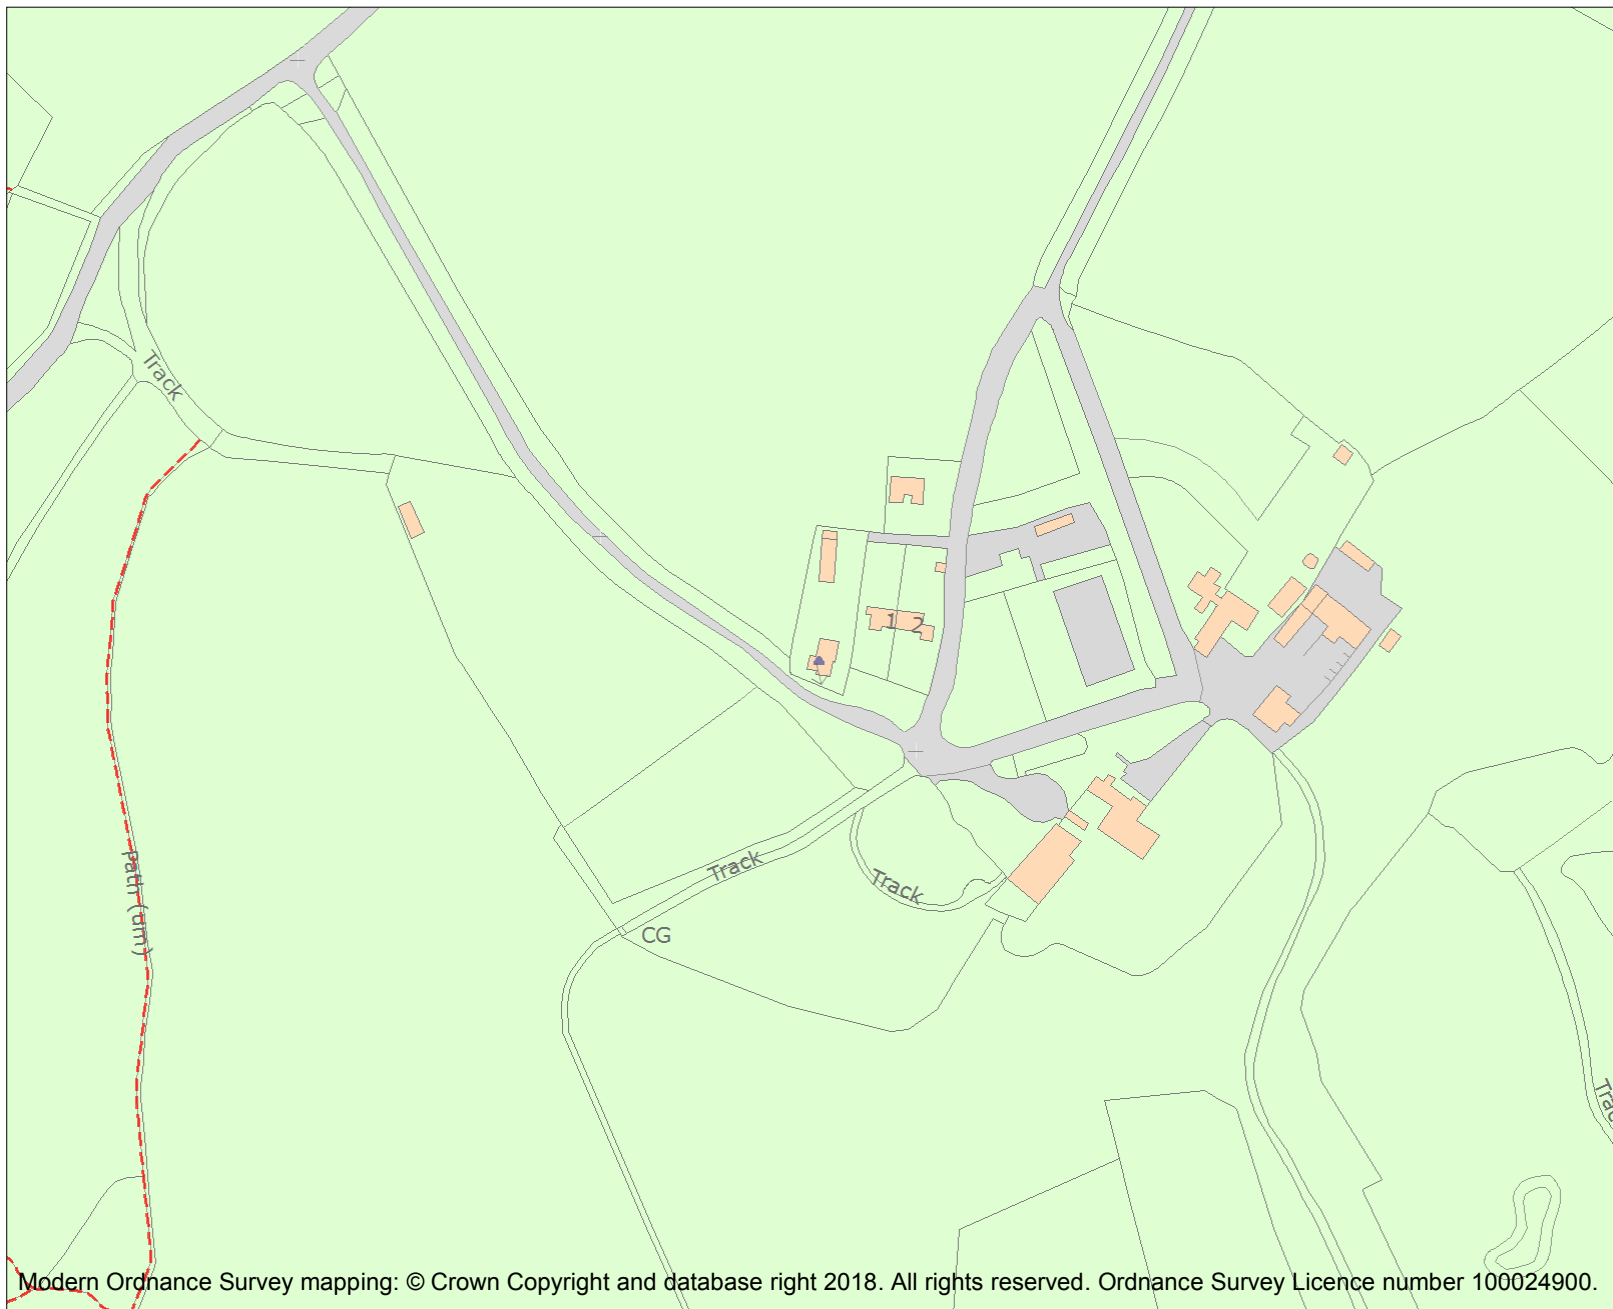 Track
1 2
Path (um)
Track
Track
CG
Modern Ordnance Survey mapping: © Crown Copyright and database right 2018. All rights reserved. Ordnance Survey Licence number 100024900.